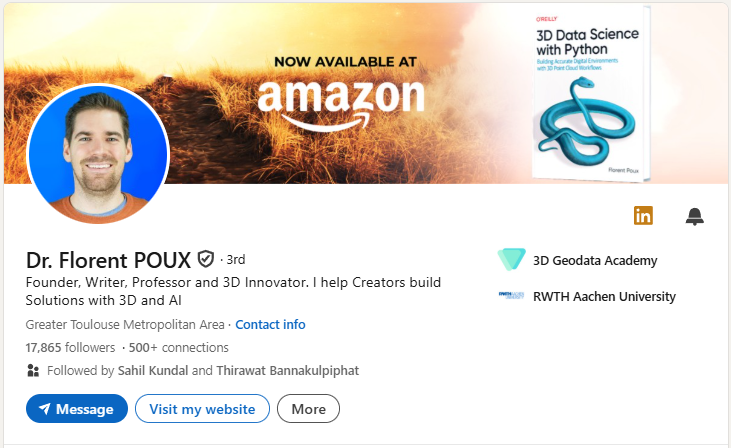 NOW AVAILABLE AT
amazon
O'REILLY
3D Data Science
with Python
Building Accurate Digital Environments
with 3D Point Cloud Workflows
Florent Poux
in
Dr. Florent POUX · 3rd
Founder, Writer, Professor and 3D Innovator. I help Creators build
Solutions with 3D and AI
Greater Toulouse Metropolitan Area · Contact info
17,865 followers · 500+ connections
Followed by Sahil Kundal and Thirawat Bannakulpiphat
Message
Visit my website
More
3D Geodata Academy
RWTH Aachen University